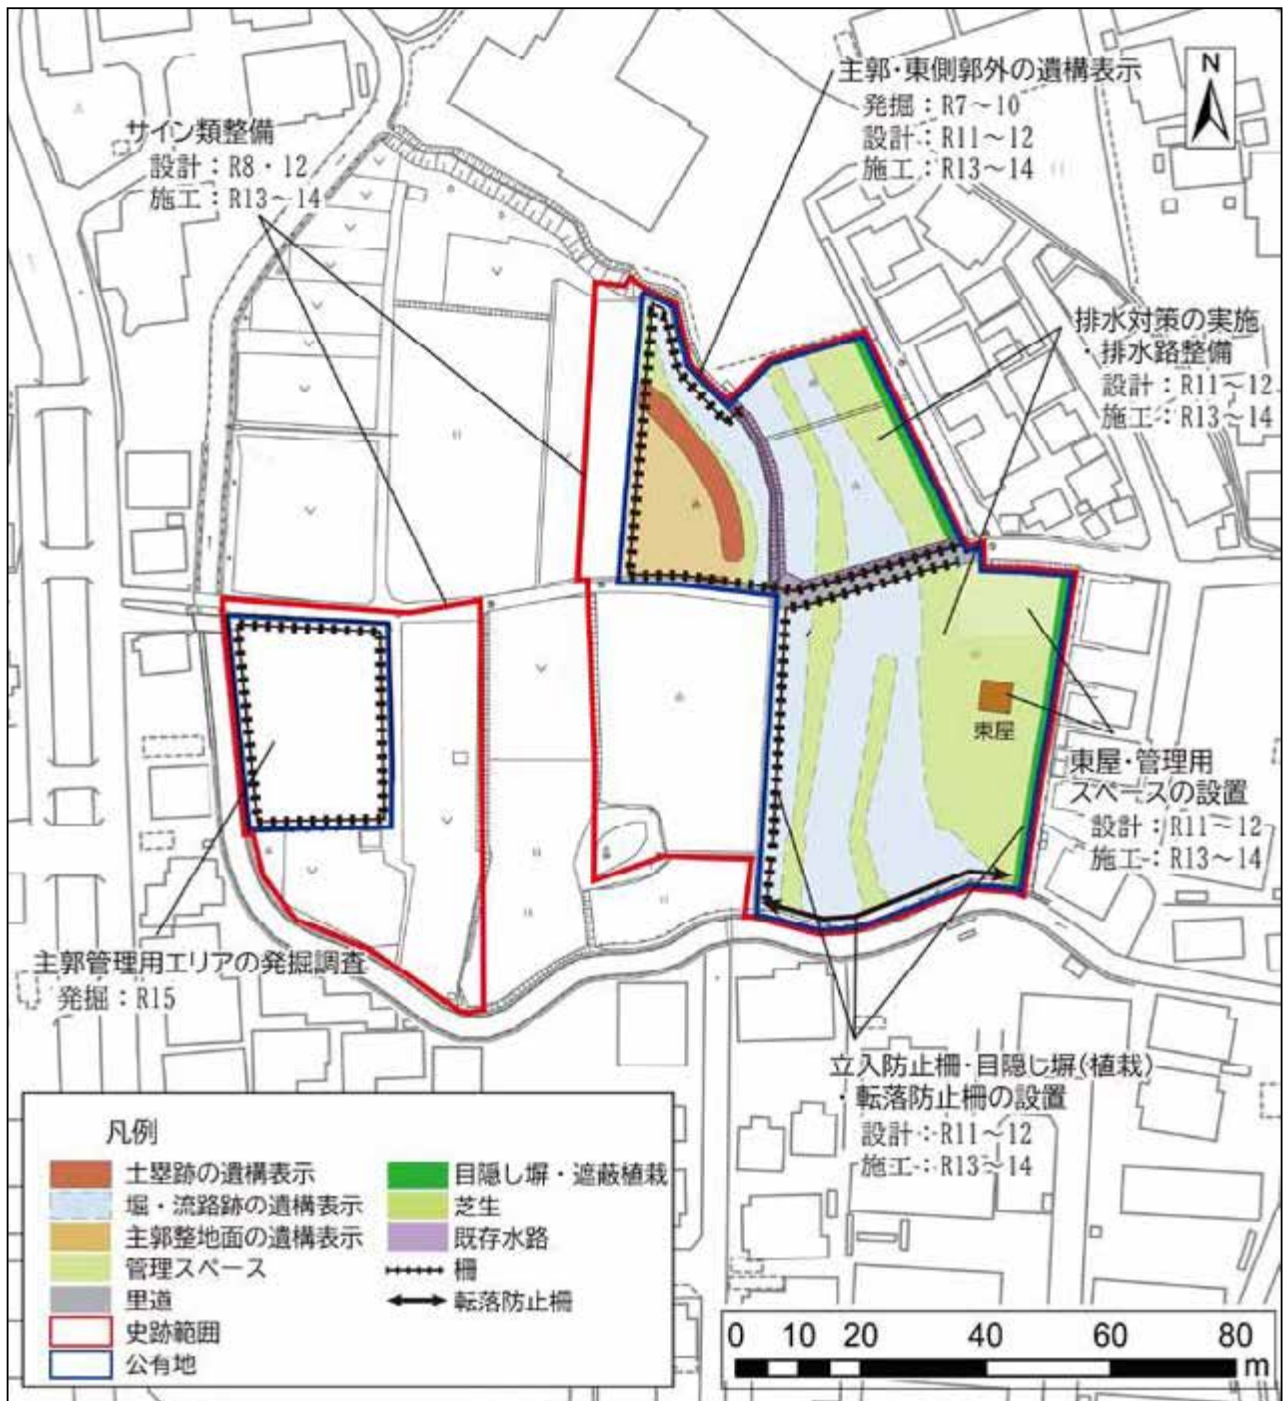 主郭・東側郭外の遺構表示
発掘：R7～10
設計：R11～12
施工：R13～14
N
サイン類整備
設計：R8・12
施工：R13～14
排水対策の実施
・排水路整備
設計：R11～12
施工：R13～14
東屋
東屋・管理用
スペースの設置
設計：R11～12
施工：R13～14
主郭管理用エリアの発掘調査
発掘：R15
立入防止柵・目隠し塀(植栽)
・転落防止柵の設置
設計：R11～12
施工：R13～14
凡例
土塁跡の遺構表示
堀・流路跡の遺構表示
主郭整地面の遺構表示
管理スペース
里道
史跡範囲
公有地
目隠し塀・遮蔽植栽
芝生
既存水路
柵
転落防止柵
0 10 20 40 60 80
m